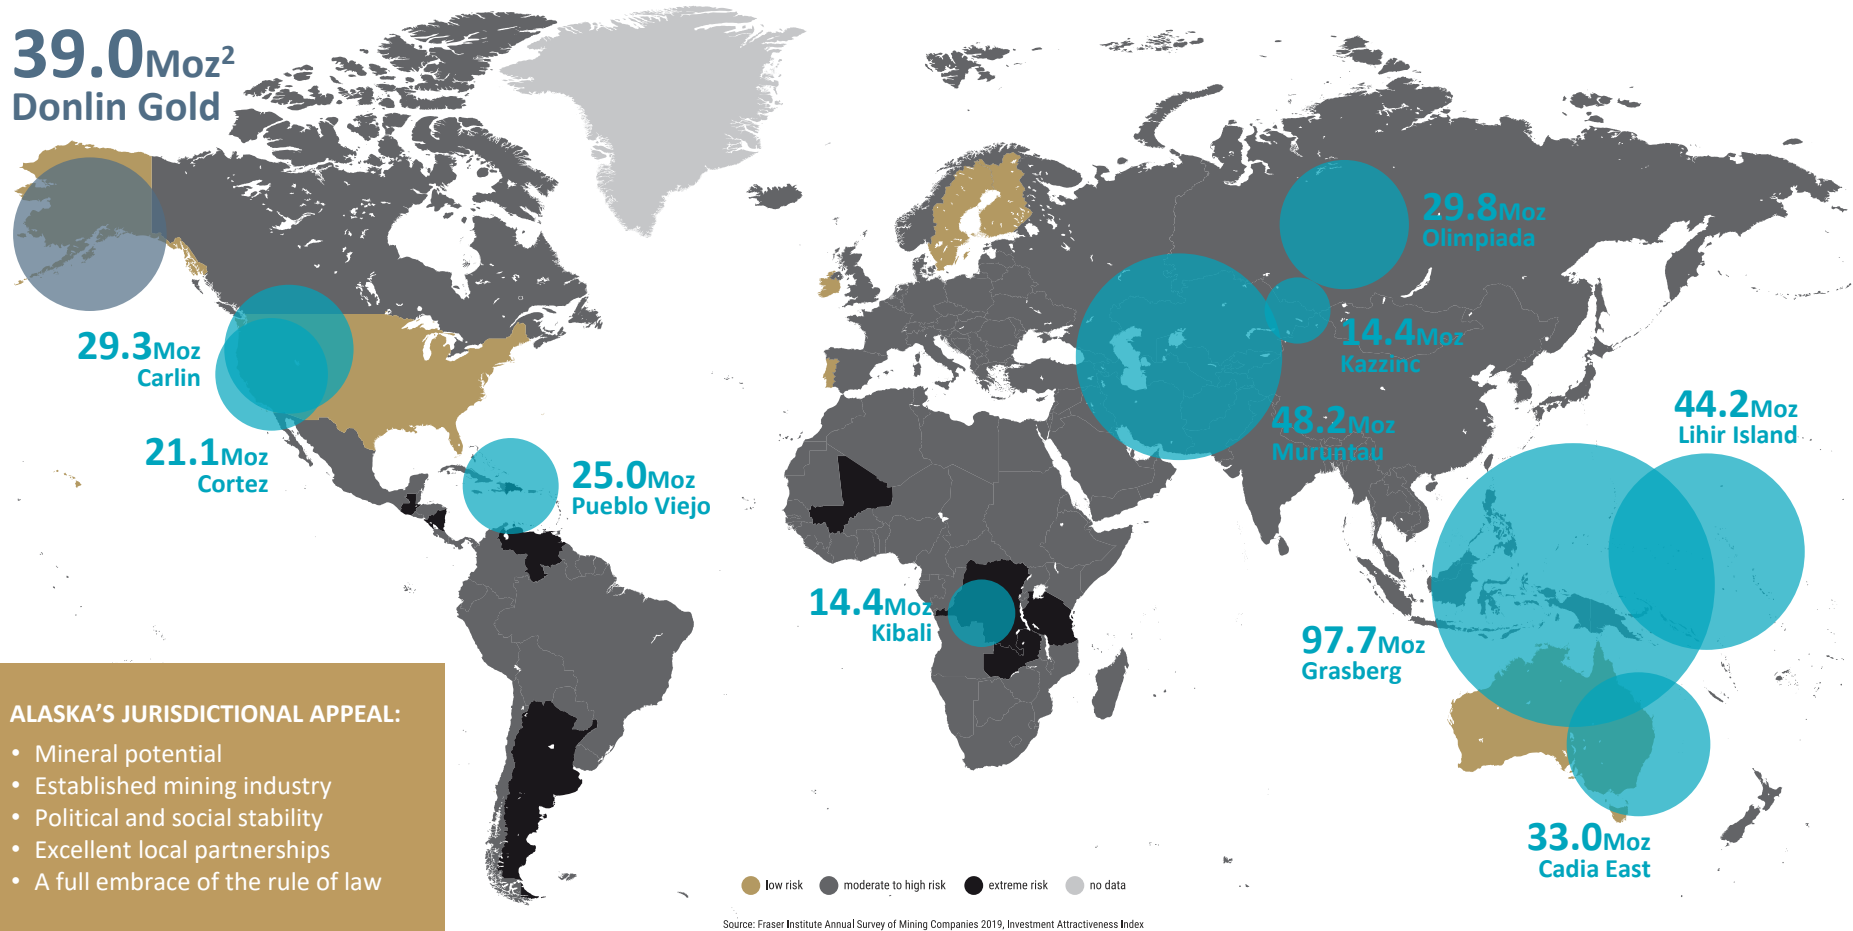 39.0Moz²
Donlin Gold
29.8Moz
Olimpiada
29.3Moz
Carlin
14.4Moz
Kazzinc
21.1Moz
Cortez
25.0Moz
Pueblo Viejo
48.2Moz
Muruntau
44.2Moz
Lihir Island
14.4Moz
Kibali
97.7Moz
Grasberg
33.0Moz
Cadia East
ALASKA'S JURISDICTIONAL APPEAL:
• Mineral potential
• Established mining industry
• Political and social stability
• Excellent local partnerships
• A full embrace of the rule of law
low risk moderate to high risk extreme risk no data
Source: Fraser Institute Annual Survey of Mining Companies 2019, Investment Attractiveness Index